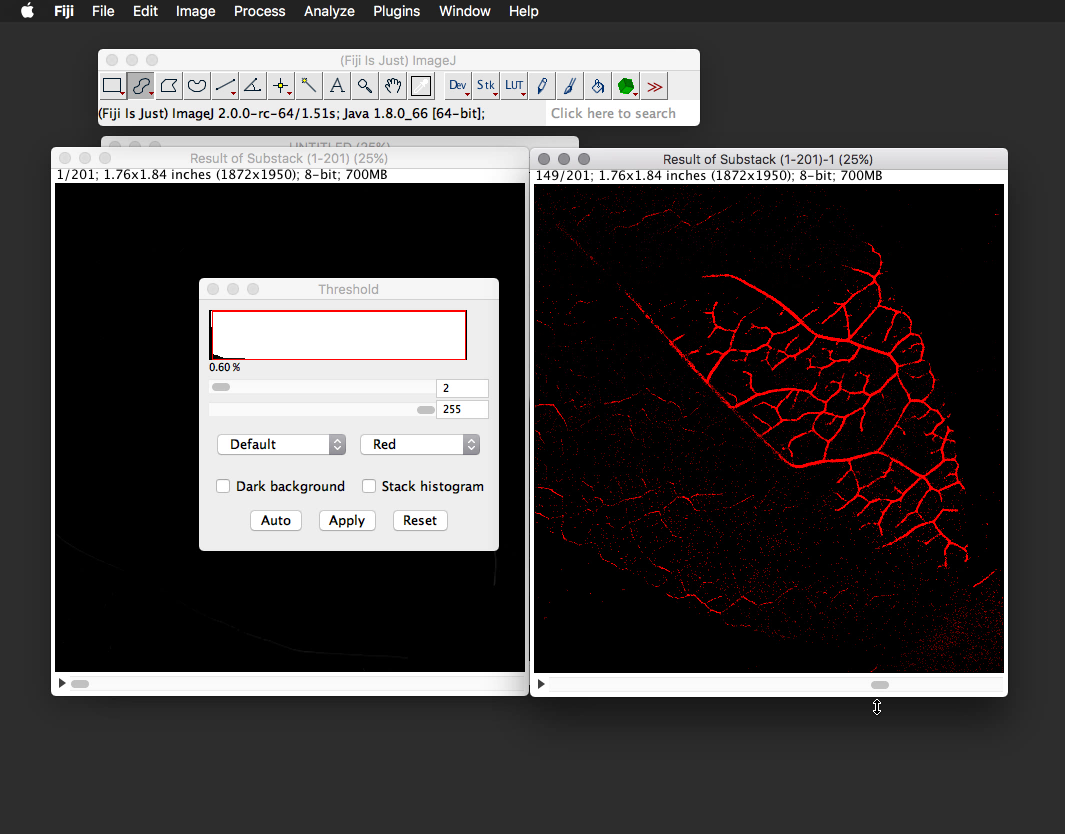 Fiji File Edit Image Process Analyze Plugins Window Help
(Fiji Is Just) ImageJ
Dev Stk LUT
(Fiji Is Just) ImageJ 2.0.0-rc-64/1.51s; Java 1.8.0_66 [64-bit];
Click here to search
UNTITLED (25%)
Result of Substack (1-201) (25%)
1/201; 1.76x1.84 inches (1872x1950); 8-bit; 700MB
Result of Substack (1-201)-1 (25%)
149/201; 1.76x1.84 inches (1872x1950); 8-bit; 700MB
Threshold
0.60 %
2
255
Default Red
Dark background Stack histogram
Auto Apply Reset